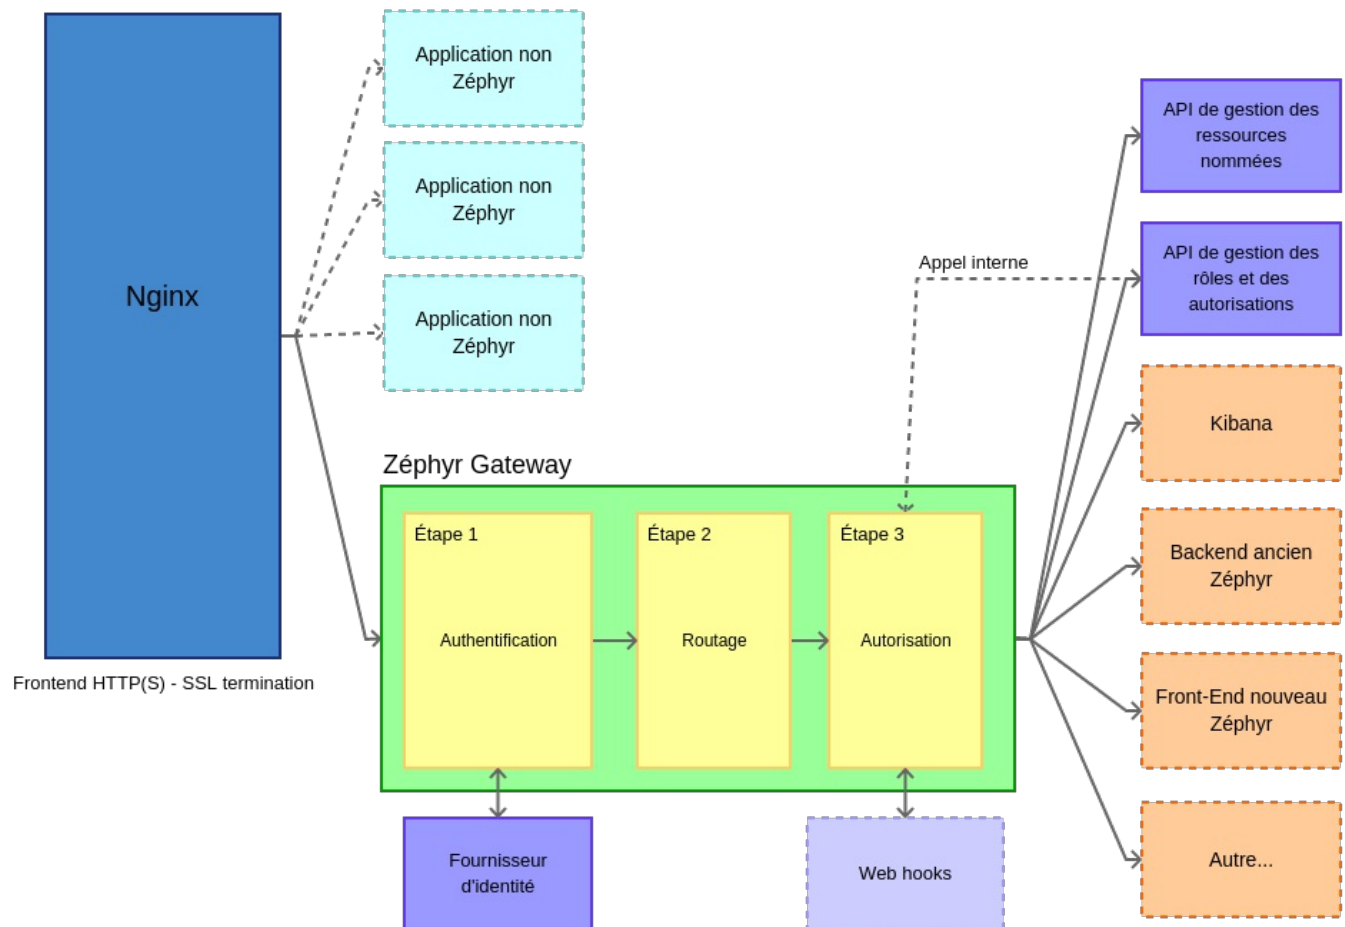 Nginx
Frontend HTTP(S) - SSL termination
Application non
Zéphyr
Application non
Zéphyr
Application non
Zéphyr
Zéphyr Gateway
Étape 1
Authentification
Étape 2
Routage
Étape 3
Autorisation
Appel interne
Fournisseur
d'identité
Web hooks
API de gestion des
ressources
nommées
API de gestion des
rôles et des
autorisations
Kibana
Backend ancien
Zéphyr
Front-End nouveau
Zéphyr
Autre...